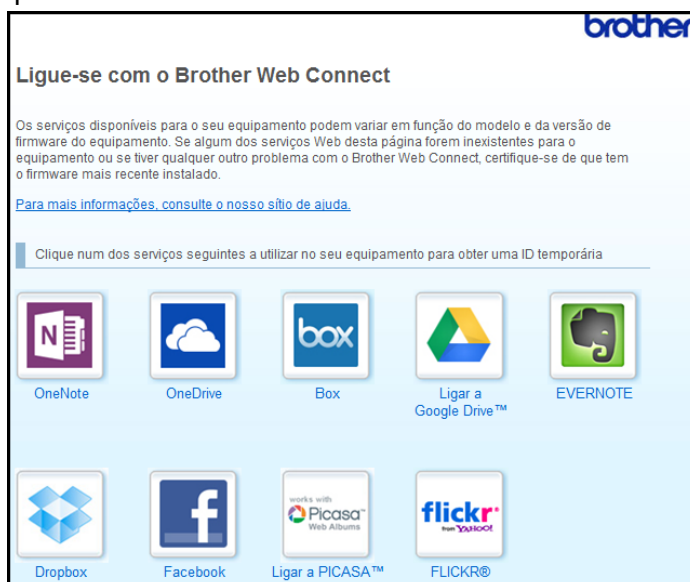 brother
Ligue-se com o Brother Web Connect
Os serviços disponíveis para o seu equipamento podem variar em função do modelo e da versão de
firmware do equipamento. Se algum dos serviços Web desta página forem inexistentes para o
equipamento ou se tiver qualquer outro problema com o Brother Web Connect, certifique-se de que tem
o firmware mais recente instalado.
Para mais informações, consulte o nosso sítio de ajuda.
Clique num dos serviços seguintes a utilizar no seu equipamento para obter uma ID temporária
N
box
OneNote
OneDrive
Box
Ligar a
Google Drive™
EVERNOTE
f
works with
Picasa™
Web Albums
flickr
from YAHOO!
Dropbox
Facebook
Ligar a PICASA™
FLICKR®